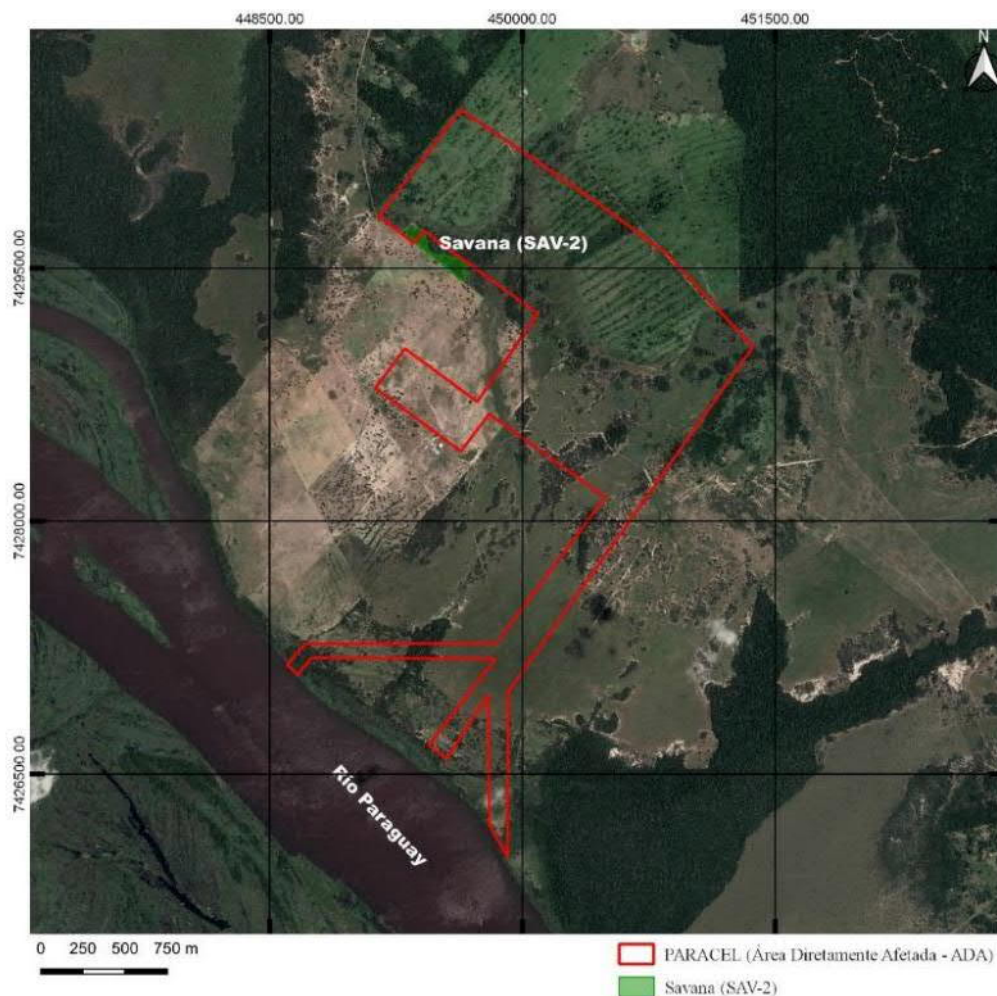 448500.00 450000.00 451500.00
N
7429500.00
Savana (SAV-2)
7428000.00
7426500.00
Río Paraguay
0 250 500 750 m
PARACEL (Área Diretamente Afetada - ADA)
Savana (SAV-2)